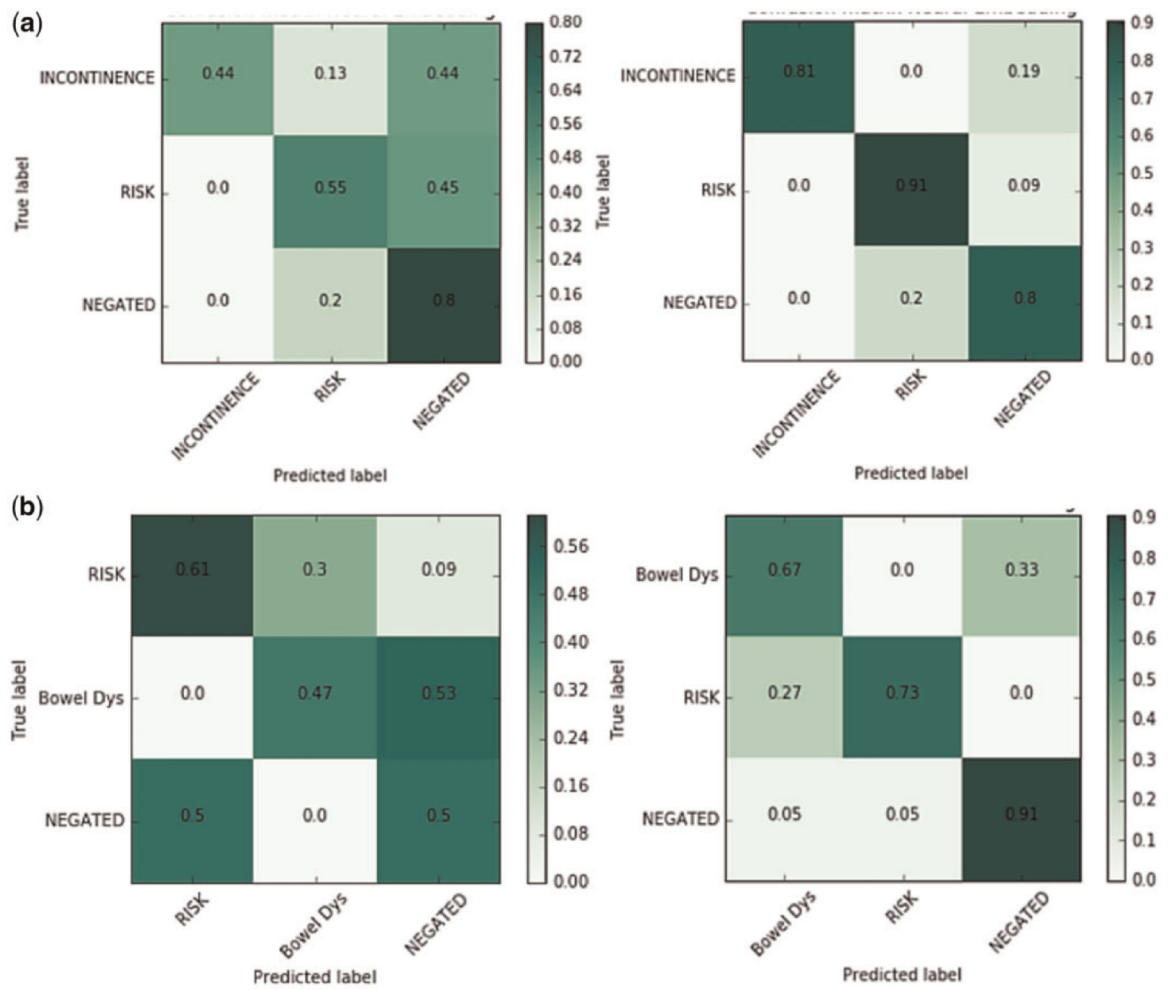 (a)
INCONTINENCE 0.44 0.13 0.44
RISK 0.0 0.55 0.45
NEGATED 0.0 0.2 0.8
True label
INCONTINENCE RISK NEGATED
Predicted label
0.80
0.72
0.64
0.56
0.48
0.40
0.32
0.24
0.16
0.08
0.00
INCONTINENCE 0.81 0.0 0.19
RISK 0.0 0.91 0.09
NEGATED 0.0 0.2 0.8
True label
INCONTINENCE RISK NEGATED
Predicted label
0.9
0.8
0.7
0.6
0.5
0.4
0.3
0.2
0.1
0.0
(b)
RISK 0.61 0.3 0.09
Bowel Dys 0.0 0.47 0.53
NEGATED 0.5 0.0 0.5
True label
RISK Bowel Dys NEGATED
Predicted label
0.56
0.48
0.40
0.32
0.24
0.16
0.08
0.00
Bowel Dys 0.67 0.0 0.33
RISK 0.27 0.73 0.0
NEGATED 0.05 0.05 0.91
True label
Bowel Dys RISK NEGATED
Predicted label
0.9
0.8
0.7
0.6
0.5
0.4
0.3
0.2
0.1
0.0